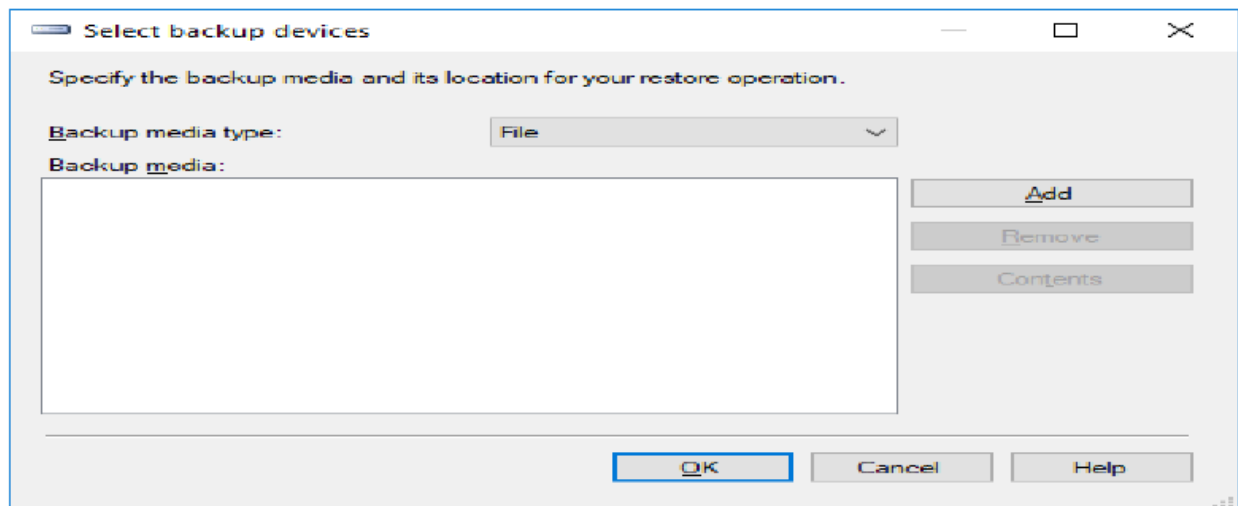 Select backup devices
Specify the backup media and its location for your restore operation.
Backup media type:
File
Backup media:
Add
Remove
Contents
OK
Cancel
Help